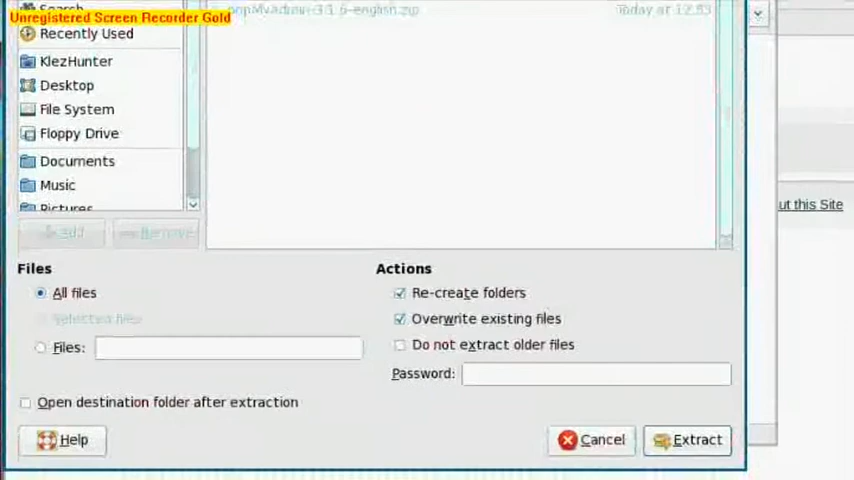 Search
Unregistered Screen Recorder Gold
Today at 12:53
Recently Used
KlezHunter
Desktop
File System
Floppy Drive
Documents
Music
Pictures
ut this Site
Add
Remove
Files
Actions
All files
Re-create folders
Selected files
Overwrite existing files
Files:
Do not extract older files
Password:
Open destination folder after extraction
Help
Cancel
Extract